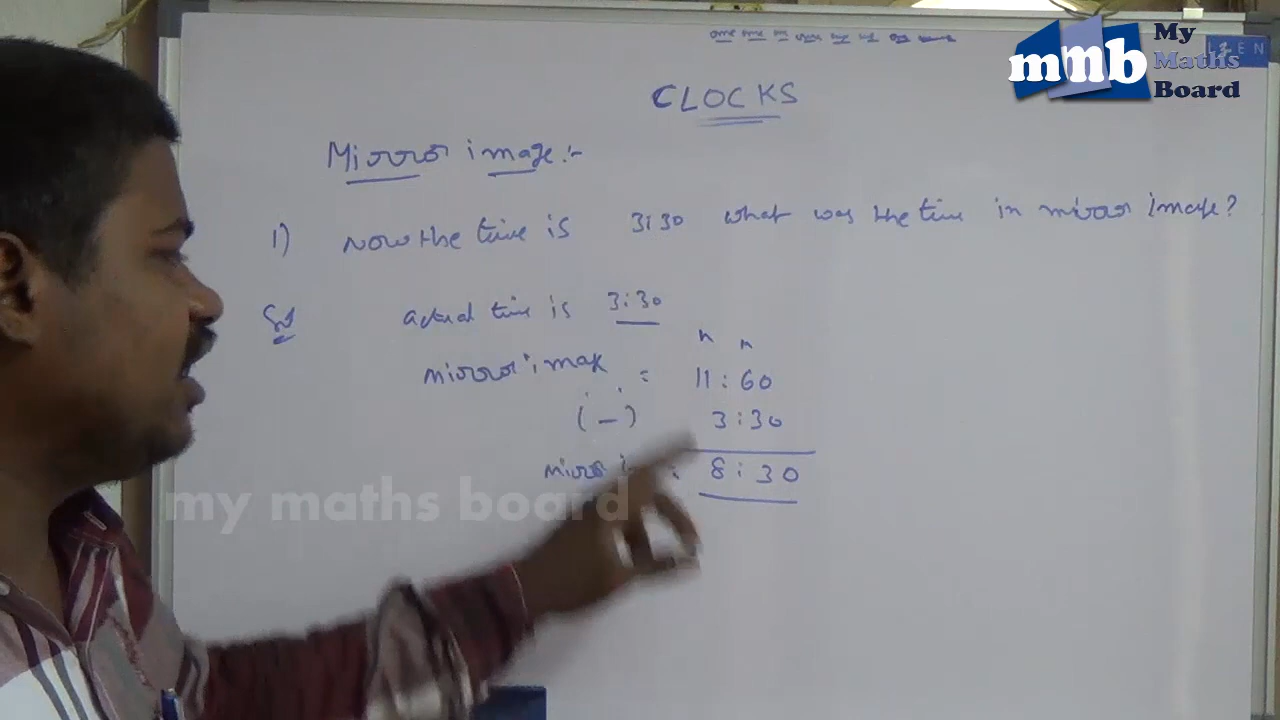 mmb My Maths Board
CLOCKS
Mirror image :-
1) Now the time is 3:30 what was the time in mirror image?
actual time is 3:30
mirror image = 11:60
(-) 3:30
mirror : 8:30
my maths board